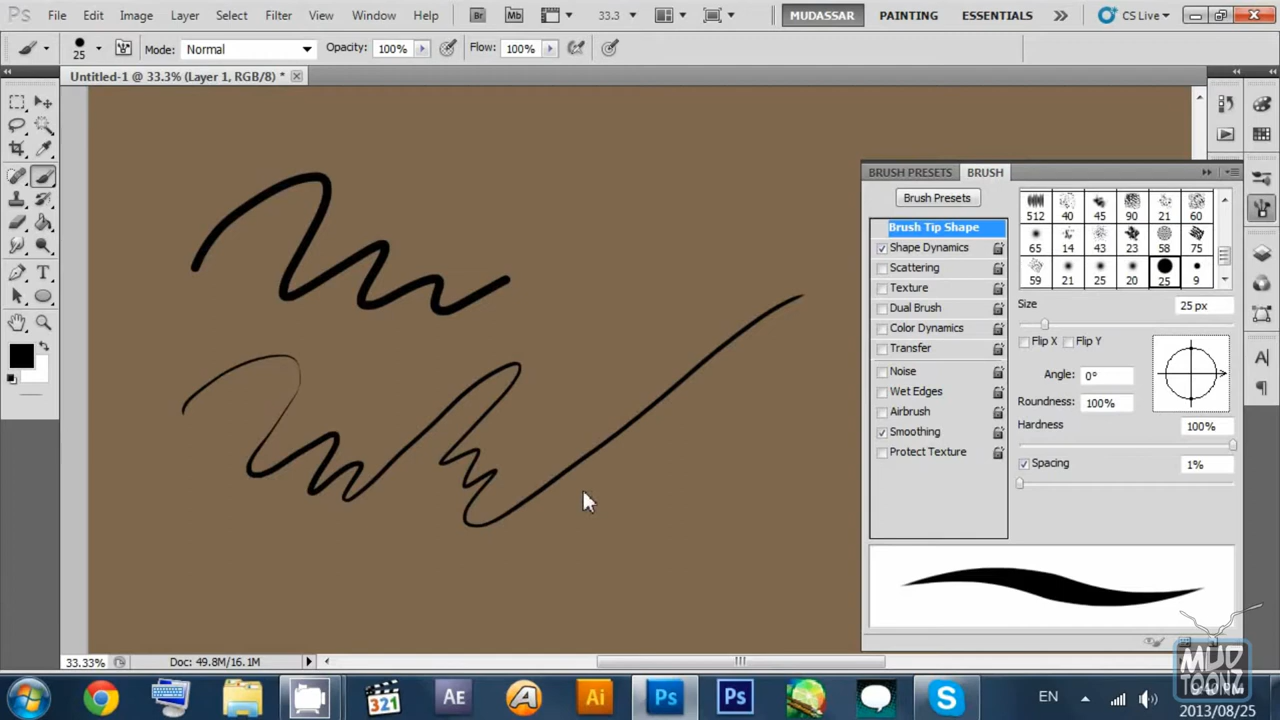 Ps File Edit Image Layer Select Filter Analysis 3D View Window Help Br Mb 33.3 MUDASSAR PAINTING ESSENTIALS CS Live
25 Mode: Normal Opacity: 100% Flow: 100%
Untitled-1 @ 33.3% (Layer 1, RGB/8) *
BRUSH PRESETS BRUSH
Brush Presets
512 40 45 90 21 60
65 14 43 23 58 75
59 21 25 20 25 9
Brush Tip Shape
Shape Dynamics
Scattering
Texture
Dual Brush
Color Dynamics
Transfer
Noise
Wet Edges
Airbrush
Smoothing
Protect Texture
Size 25 px
Flip X Flip Y
Angle: 0°
Roundness: 100%
Hardness 100%
Spacing 1%
33.33% Doc: 49.8M/16.1M
MUD TOONZ
321 AE Ai Ps Ps EN
2013/08/25